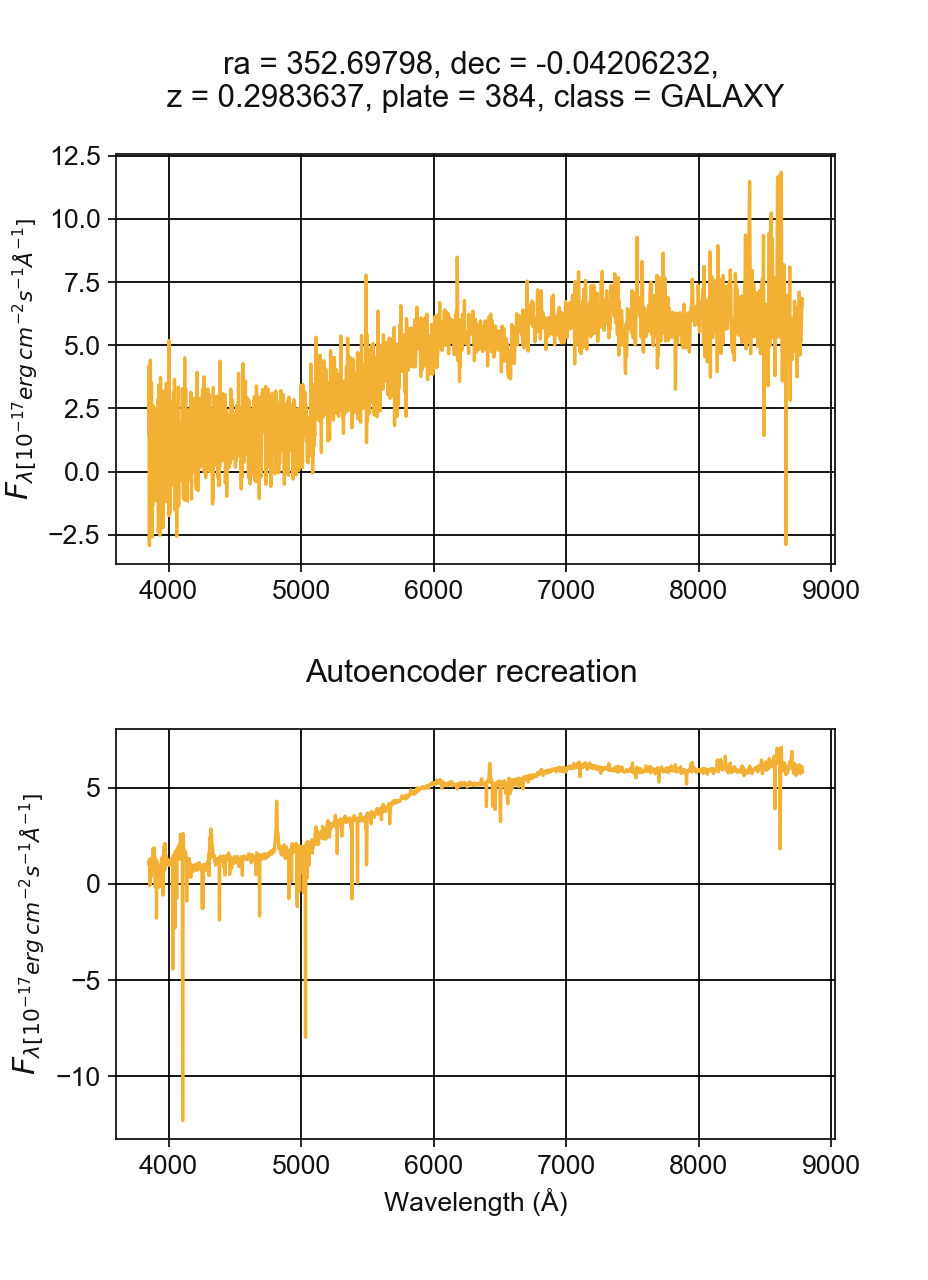 ra = 352.69798, dec = -0.04206232,
z = 0.2983637, plate = 384, class = GALAXY
12.5
10.0
7.5
5.0
2.5
0.0
−2.5
F_λ[10^{−17} erg cm^{−2} s^{−1} Å^{−1}]
4000 5000 6000 7000 8000 9000
Autoencoder recreation
5
0
−5
−10
F_λ[10^{−17} erg cm^{−2} s^{−1} Å^{−1}]
4000 5000 6000 7000 8000 9000
Wavelength (Å)